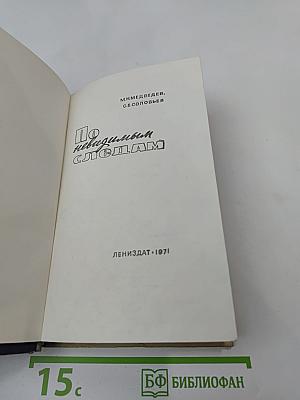 М.Н.МЕДВЕДЕВ,
С.Е.СОЛОВЬЕВ
По
невидимым
следам
ЛЕНИЗДАТ • 1971
15с
БФ БИБЛИОФАН